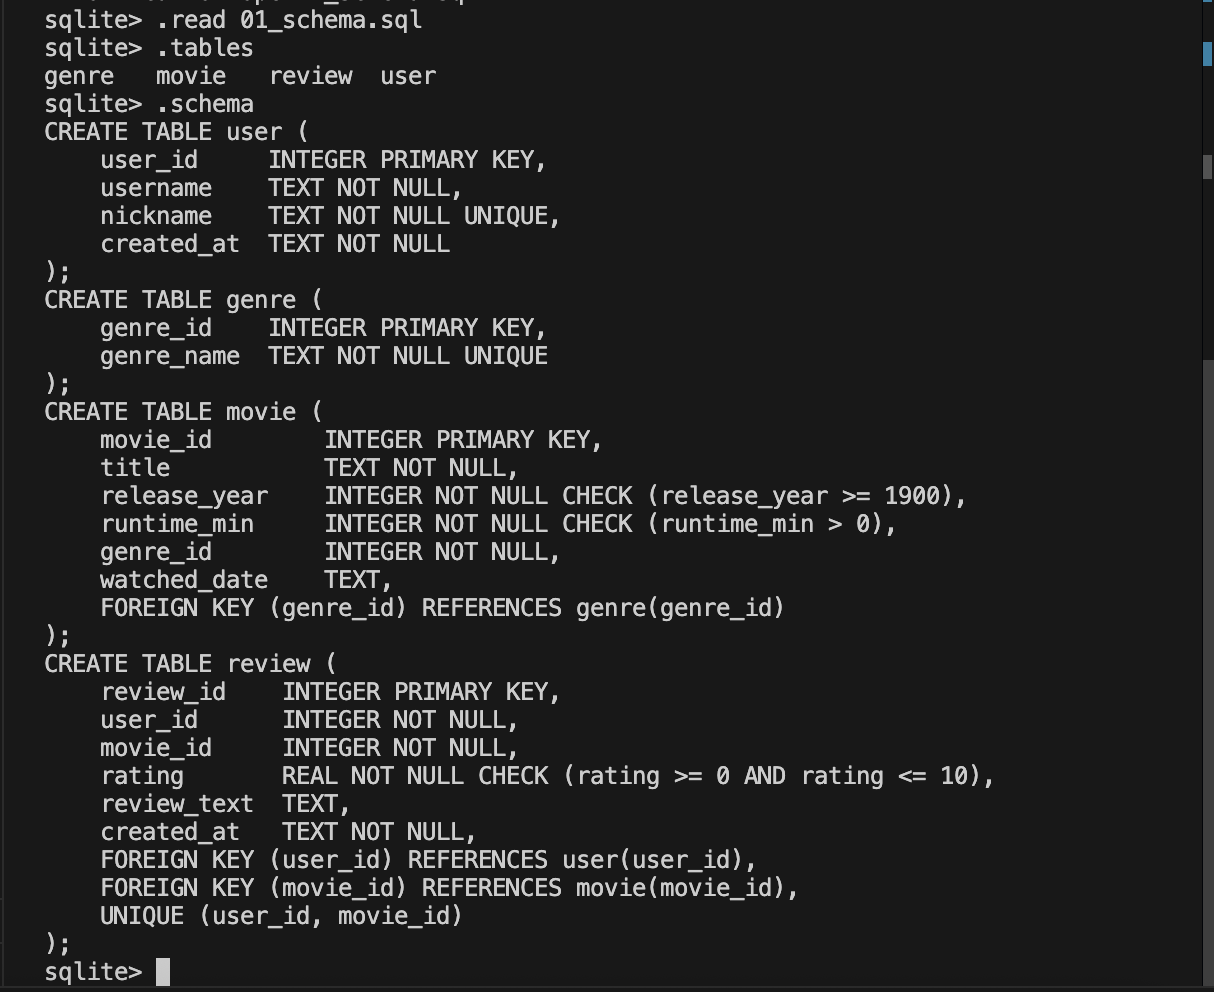 sqlite> .read 01_schema.sql
sqlite> .tables
genre   movie   review  user
sqlite> .schema
CREATE TABLE user (
    user_id     INTEGER PRIMARY KEY,
    username    TEXT NOT NULL,
    nickname    TEXT NOT NULL UNIQUE,
    created_at  TEXT NOT NULL
);
CREATE TABLE genre (
    genre_id    INTEGER PRIMARY KEY,
    genre_name  TEXT NOT NULL UNIQUE
);
CREATE TABLE movie (
    movie_id        INTEGER PRIMARY KEY,
    title           TEXT NOT NULL,
    release_year    INTEGER NOT NULL CHECK (release_year >= 1900),
    runtime_min     INTEGER NOT NULL CHECK (runtime_min > 0),
    genre_id        INTEGER NOT NULL,
    watched_date    TEXT,
    FOREIGN KEY (genre_id) REFERENCES genre(genre_id)
);
CREATE TABLE review (
    review_id    INTEGER PRIMARY KEY,
    user_id      INTEGER NOT NULL,
    movie_id     INTEGER NOT NULL,
    rating       REAL NOT NULL CHECK (rating >= 0 AND rating <= 10),
    review_text  TEXT,
    created_at   TEXT NOT NULL,
    FOREIGN KEY (user_id) REFERENCES user(user_id),
    FOREIGN KEY (movie_id) REFERENCES movie(movie_id),
    UNIQUE (user_id, movie_id)
);
sqlite>